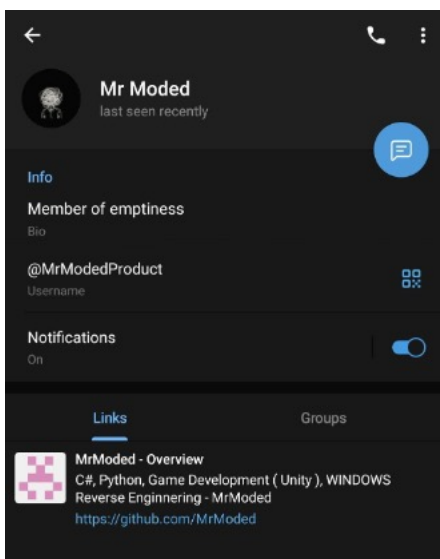 Mr Moded
last seen recently
Info
Member of emptiness
Bio
@MrModedProduct
Username
Notifications
On
Links
Groups
MrModed - Overview
C#, Python, Game Development ( Unity ), WINDOWS
Reverse Enginnering - MrModed
https://github.com/MrModed